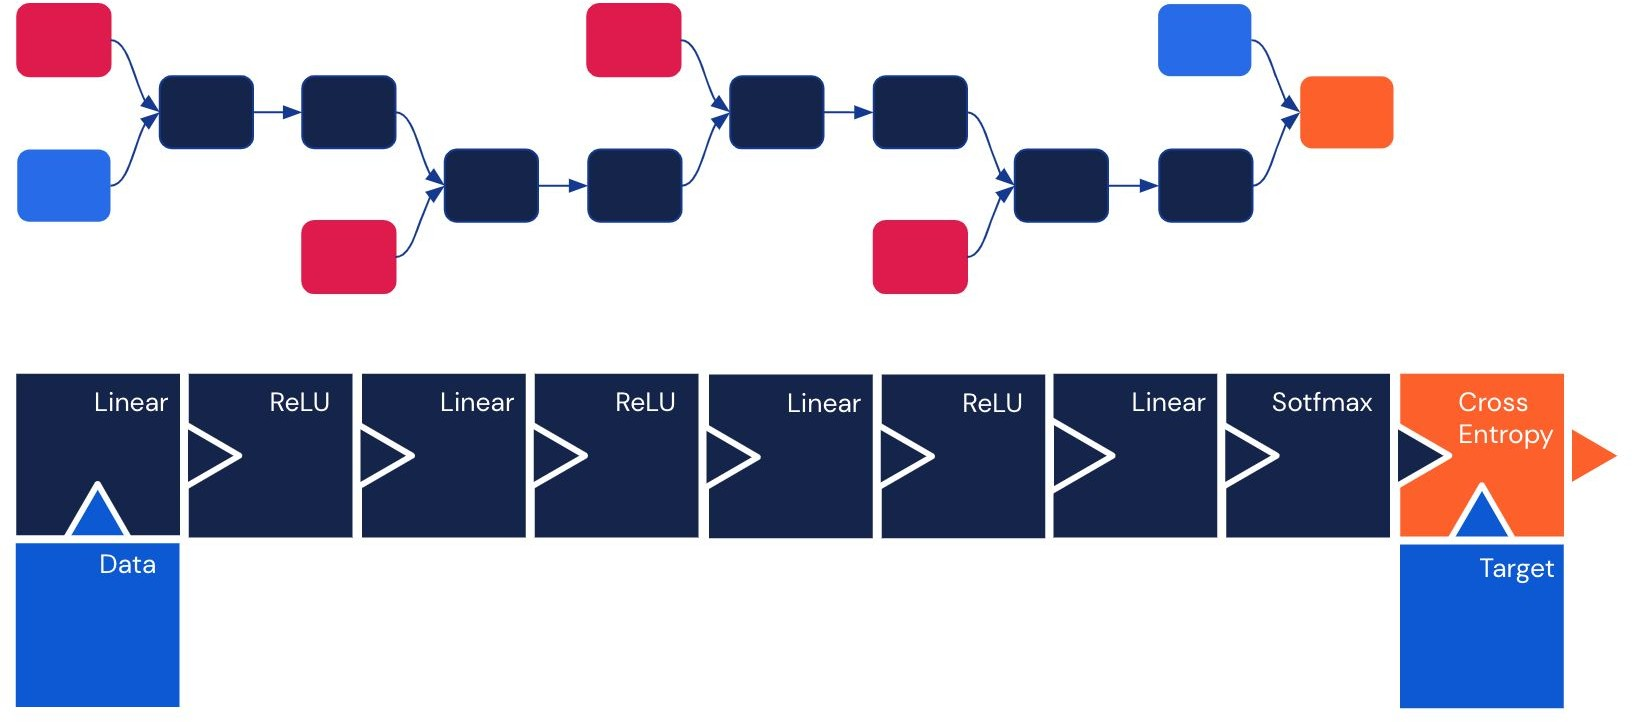 Linear
ReLU
Linear
ReLU
Linear
ReLU
Linear
Sotfmax
Cross
Entropy
Data
Target